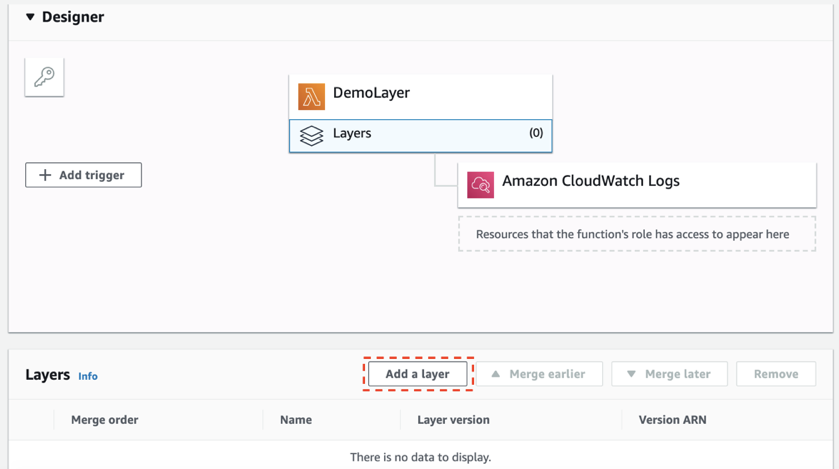 Designer
DemoLayer
Layers (0)
Add trigger
Amazon CloudWatch Logs
Resources that the function's role has access to appear here
Layers Info
Add a layer Merge earlier Merge later Remove
Merge order Name Layer version Version ARN
There is no data to display.